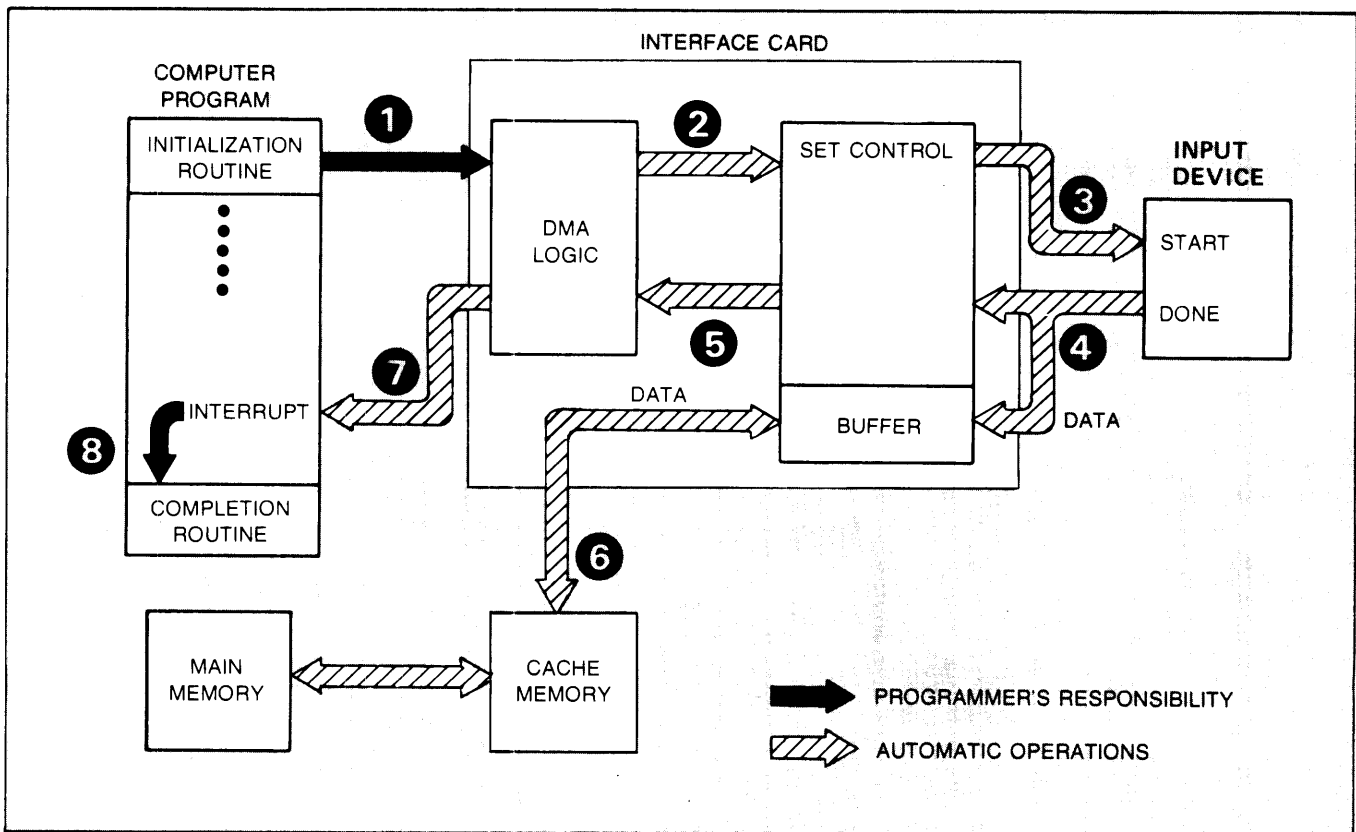 INTERFACE CARD
COMPUTER
PROGRAM
INITIALIZATION
ROUTINE
1
2
SET CONTROL
INPUT
DEVICE
3
START
DMA
LOGIC
DONE
4
5
7
INTERRUPT
DATA
BUFFER
DATA
8
COMPLETION
ROUTINE
6
MAIN
MEMORY
CACHE
MEMORY
PROGRAMMER'S RESPONSIBILITY
AUTOMATIC OPERATIONS